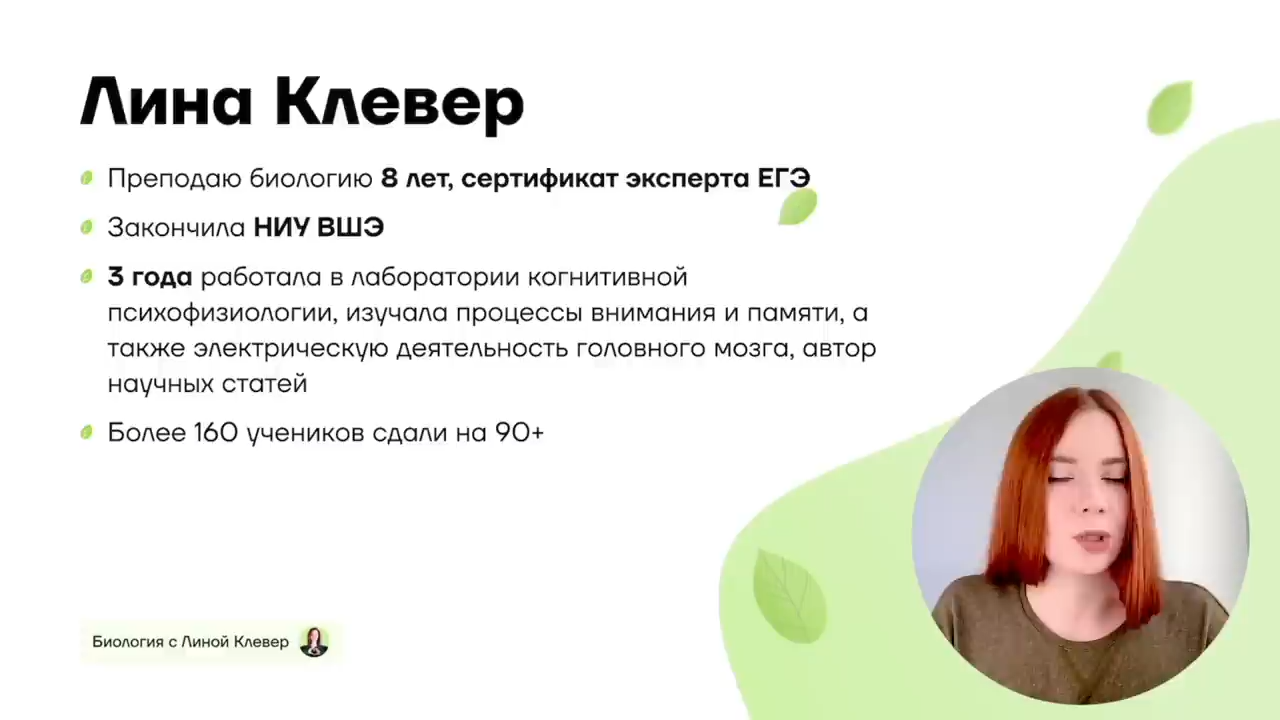 Лина Клевер
Преподаю биологию 8 лет, сертификат эксперта ЕГЭ
Закончила НИУ ВШЭ
3 года работала в лаборатории когнитивной
психофизиологии, изучала процессы внимания и памяти, а
также электрическую деятельность головного мозга, автор
научных статей
Более 160 учеников сдали на 90+
Биология с Линой Клевер